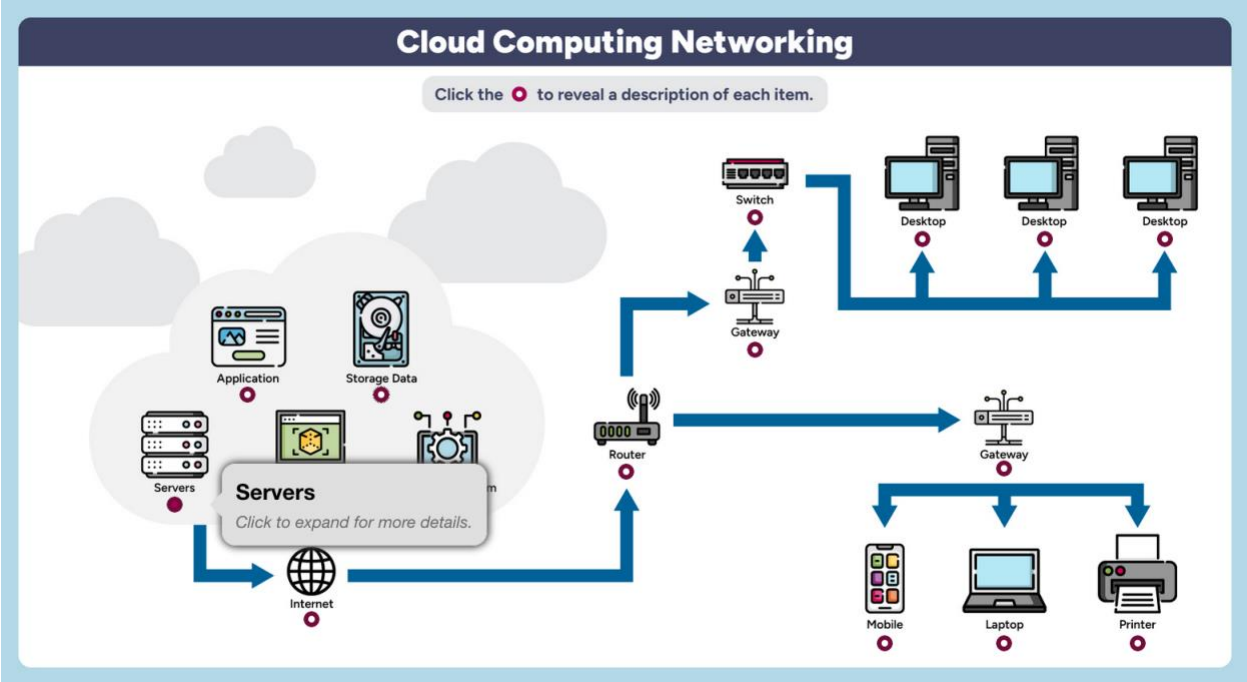 Cloud Computing Networking
Click the to reveal a description of each item.
Switch
Desktop
Desktop
Desktop
Gateway
Application
Storage Data
Router
Gateway
Servers
Servers
Click to expand for more details.
Internet
Mobile
Laptop
Printer